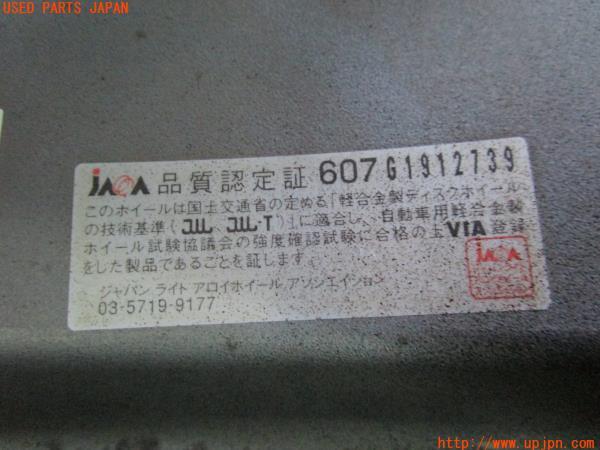 USED PARTS JAPAN
JAWA 品質認定証 607 G1912739
このホイールは国土交通省の定める「軽合金製ディスクホイール
の技術基準(JWL、JWL-T)」に適合し、自動車用軽合金製
ホイール試験協議会の強度確認試験に合格の上VIA登録
をした製品であることを証します。
JAWA
ジャパン ライト アロイホイール アソシエイション
03-5719-9177
http://www.upjpn.com/